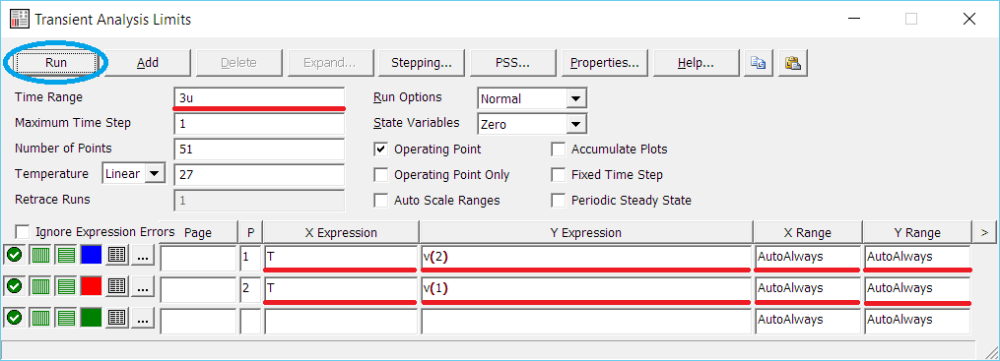 Transient Analysis Limits
Run Add Delete Expand... Stepping... PSS... Properties... Help...
Time Range 3u Run Options Normal
Maximum Time Step 1 State Variables Zero
Number of Points 51 Operating Point Accumulate Plots
Temperature Linear 27 Operating Point Only Fixed Time Step
Retrace Runs 1 Auto Scale Ranges Periodic Steady State
Ignore Expression Errors Page P X Expression Y Expression X Range Y Range >
... 1 T v(2) AutoAlways AutoAlways
... 2 T v(1) AutoAlways AutoAlways
... AutoAlways AutoAlways